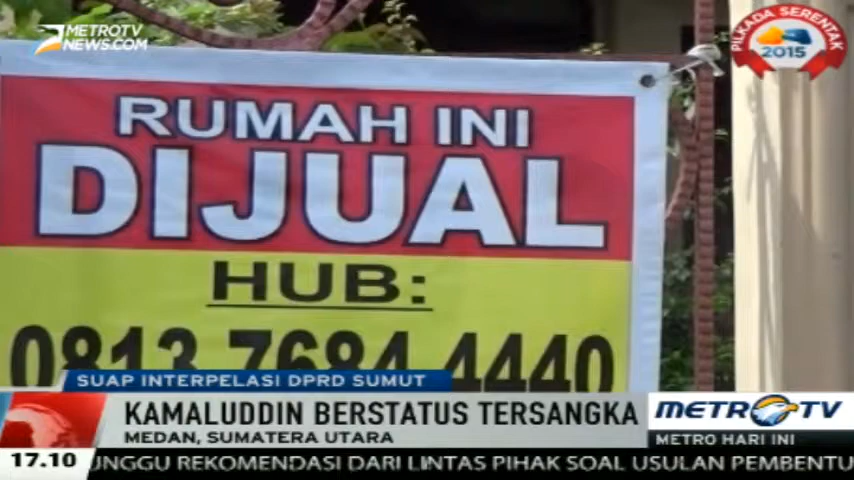 METROTV
NEWS.COM
PILKADA SERENTAK
2015
RUMAH INI
DIJUAL
HUB:
0813 7684 4440
SUAP INTERPELASI DPRD SUMUT
KAMALUDDIN BERSTATUS TERSANGKA
MEDAN, SUMATERA UTARA
METRO TV
METRO HARI INI
17.10
UNGGU REKOMENDASI DARI LINTAS PIHAK SOAL USULAN PEMBENTU